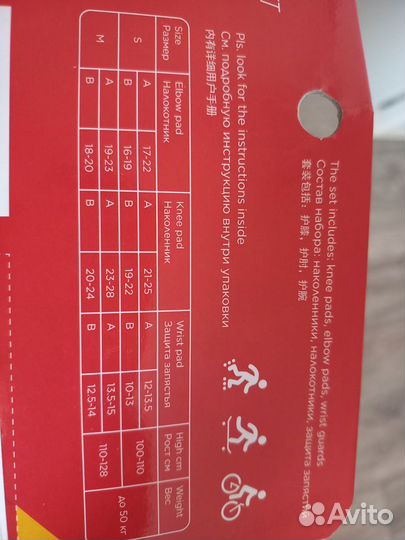 The set includes: knee pads, elbow pads, wrist guards
Состав набора: наколенники, налокотники, защита запястья
套装包括：护膝，护肘，护腕
Pls. look for the instructions inside
См. подробную инструкцию внутри упаковки
内有详细用户手册
Size Elbow pad Knee pad Wrist pad High cm Weight
Размер Налокотник Наколенник Защита запястья Рост см Вес
S A 17-22 A 21-25 A 12-13.5 100-110 до 50 кг
B 16-19 B 19-22 B 10-13
M A 19-23 A 23-28 A 13.5-15 110-128
B 18-20 B 20-24 B 12.5-14
Avito